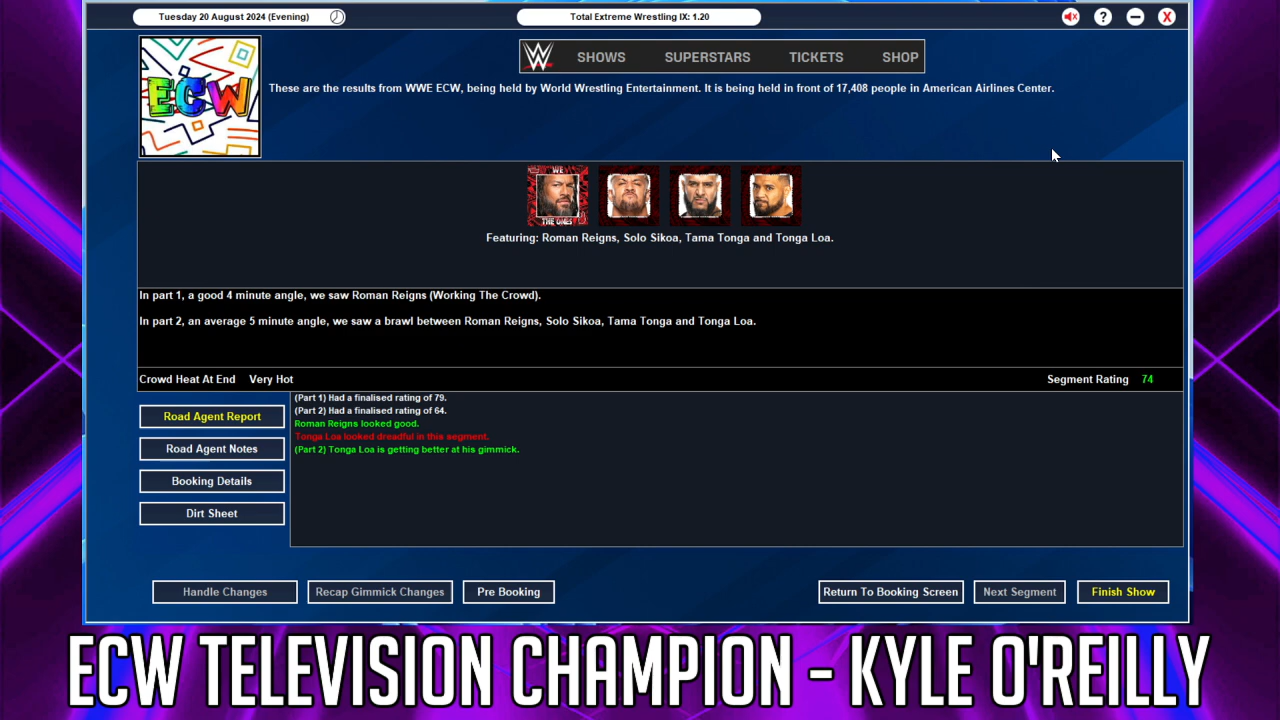 Tuesday 20 August 2024 (Evening)
Total Extreme Wrestling IX: 1.20
?
X
W
SHOWS
SUPERSTARS
TICKETS
SHOP
ECW
These are the results from WWE ECW, being held by World Wrestling Entertainment. It is being held in front of 17,408 people in American Airlines Center.
WE
THE ONES
Featuring: Roman Reigns, Solo Sikoa, Tama Tonga and Tonga Loa.
In part 1, a good 4 minute angle, we saw Roman Reigns (Working The Crowd).
In part 2, an average 5 minute angle, we saw a brawl between Roman Reigns, Solo Sikoa, Tama Tonga and Tonga Loa.
Crowd Heat At End Very Hot
Segment Rating 74
Road Agent Report
Road Agent Notes
Booking Details
Dirt Sheet
(Part 1) Had a finalised rating of 79.
(Part 2) Had a finalised rating of 64.
Roman Reigns looked good.
Tonga Loa looked dreadful in this segment.
(Part 2) Tonga Loa is getting better at his gimmick.
Handle Changes
Recap Gimmick Changes
Pre Booking
Return To Booking Screen
Next Segment
Finish Show
ECW TELEVISION CHAMPION - KYLE O'REILLY